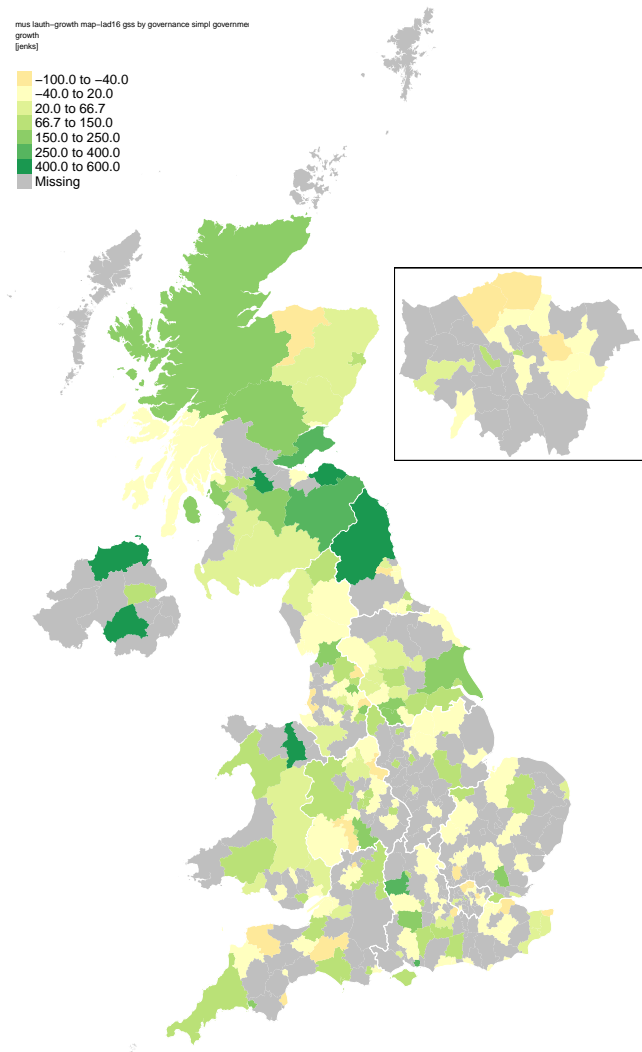 mus lauth-growth map-lad16 gss by governance simpl
growth
[jenks]
-100.0 to -40.0
-40.0 to 20.0
20.0 to 66.7
66.7 to 150.0
150.0 to 250.0
250.0 to 400.0
400.0 to 600.0
Missing